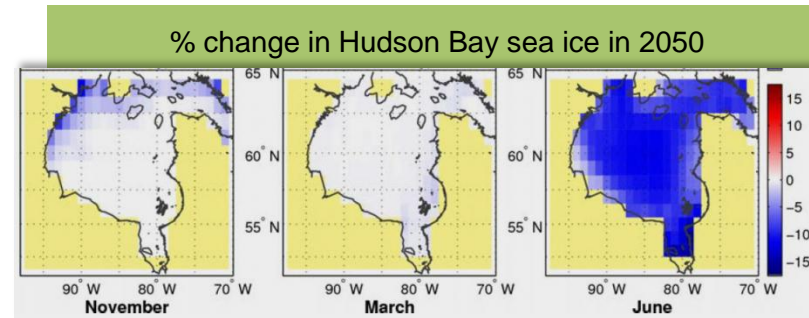 % change in Hudson Bay sea ice in 2050
65° N
60° N
55° N
90° W 80° W 70° W
November
65 N
60° N
55° N
90° W 80° W 70° W
March
90° W 80° W 70° W
June
15
10
5
0
−5
−10
−15